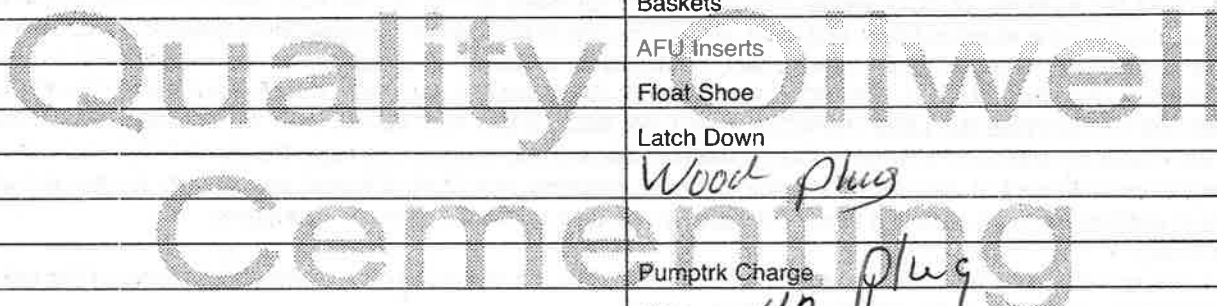 Baskets
AFU Inserts
Float Shoe
Latch Down
Wood plug
Pumptrk Charge plug
Quality Oilwell
Cementing